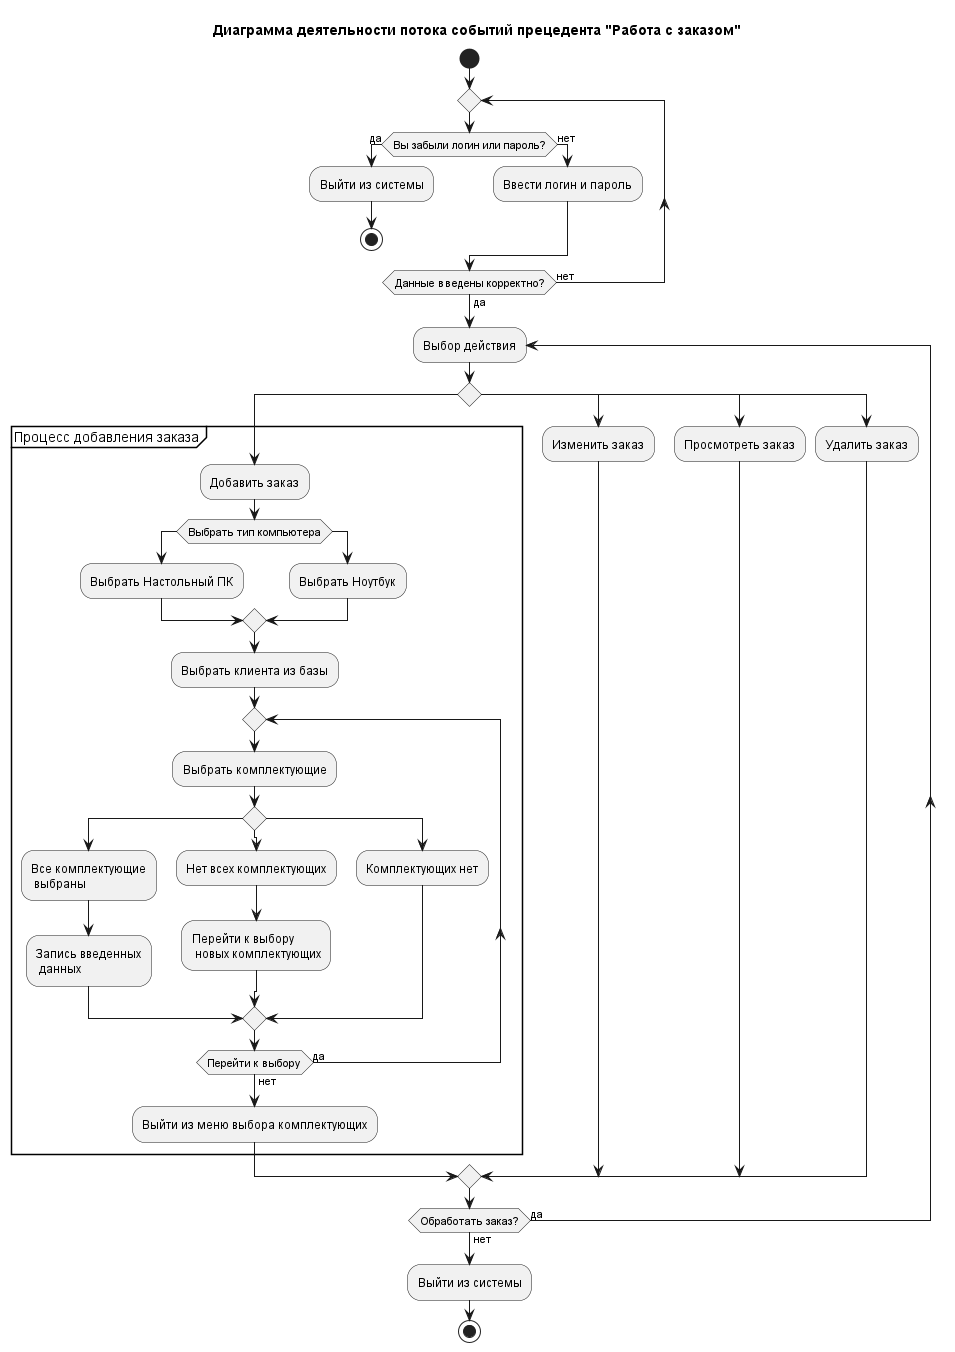 Диаграмма деятельности потока событий прецедента "Работа с заказом"
да
Вы забыли логин или пароль?
нет
Выйти из системы
Ввести логин и пароль
Данные введены корректно?
нет
да
Выбор действия
Процесс добавления заказа
Изменить заказ
Просмотреть заказ
Удалить заказ
Добавить заказ
Выбрать тип компьютера
Выбрать Настольный ПК
Выбрать Ноутбук
Выбрать клиента из базы
Выбрать комплектующие
Все комплектующие
выбраны
Нет всех комплектующих
Комплектующих нет
Запись введенных
данных
Перейти к выбору
новых комплектующих
Перейти к выбору
да
нет
Выйти из меню выбора комплектующих
Обработать заказ?
да
нет
Выйти из системы